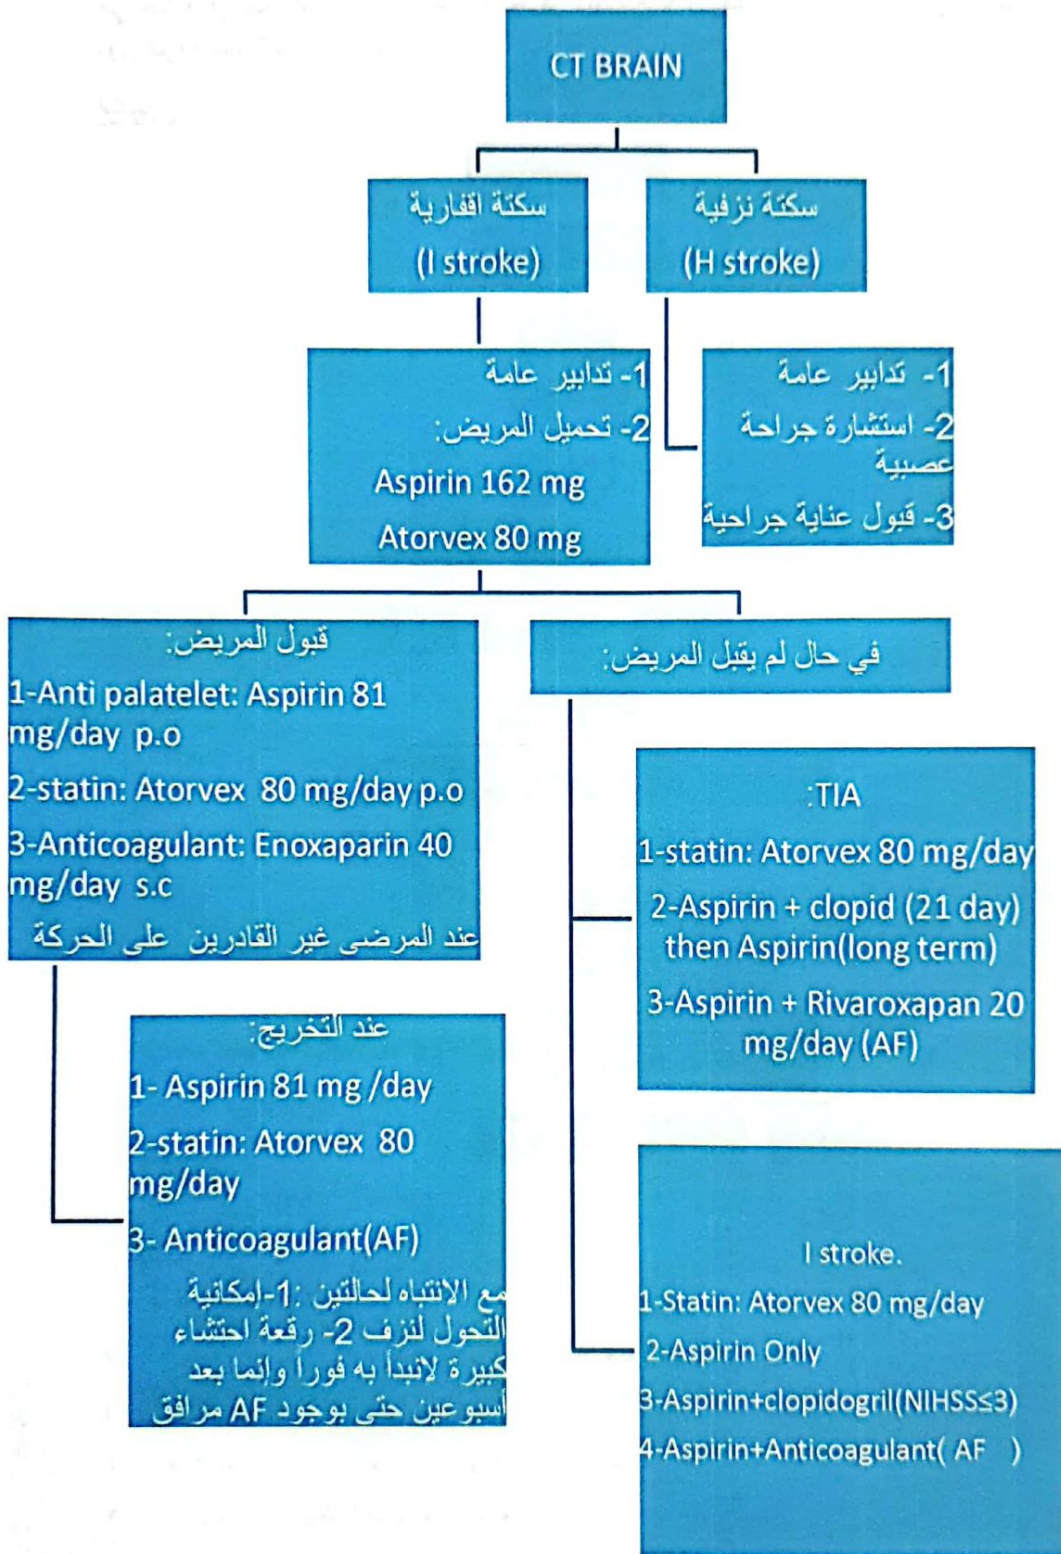 CT BRAIN
سكتة اقفارية
(I stroke)
سكتة نزفية
(H stroke)
1- تدابير عامة
2- تحميل المريض:
Aspirin 162 mg
Atorvex 80 mg
1- تدابير عامة
2- استشارة جراحة
عصبية
3- قبول عناية جراحية
قبول المريض:
1-Anti palatelet: Aspirin 81
mg/day p.o
2-statin: Atorvex 80 mg/day p.o
3-Anticoagulant: Enoxaparin 40
mg/day s.c
عند المرضى غير القادرين على الحركة
عند التخريج:
1- Aspirin 81 mg /day
2-statin: Atorvex 80
mg/day
3- Anticoagulant(AF)
مع الانتباه لحالتين :1-إمكانية
التحول لنزف 2- رقعة احتشاء
كبيرة لانبدأ به فوراً وإنما بعد
أسبوعين حتى بوجود AF مرافق
في حال لم يقبل المريض:
:TIA
1-statin: Atorvex 80 mg/day
2-Aspirin + clopid (21 day)
then Aspirin(long term)
3-Aspirin + Rivaroxapan 20
mg/day (AF)
I stroke.
1-Statin: Atorvex 80 mg/day
2-Aspirin Only
3-Aspirin+clopidogril(NIHSS≤3)
4-Aspirin+Anticoagulant( AF )